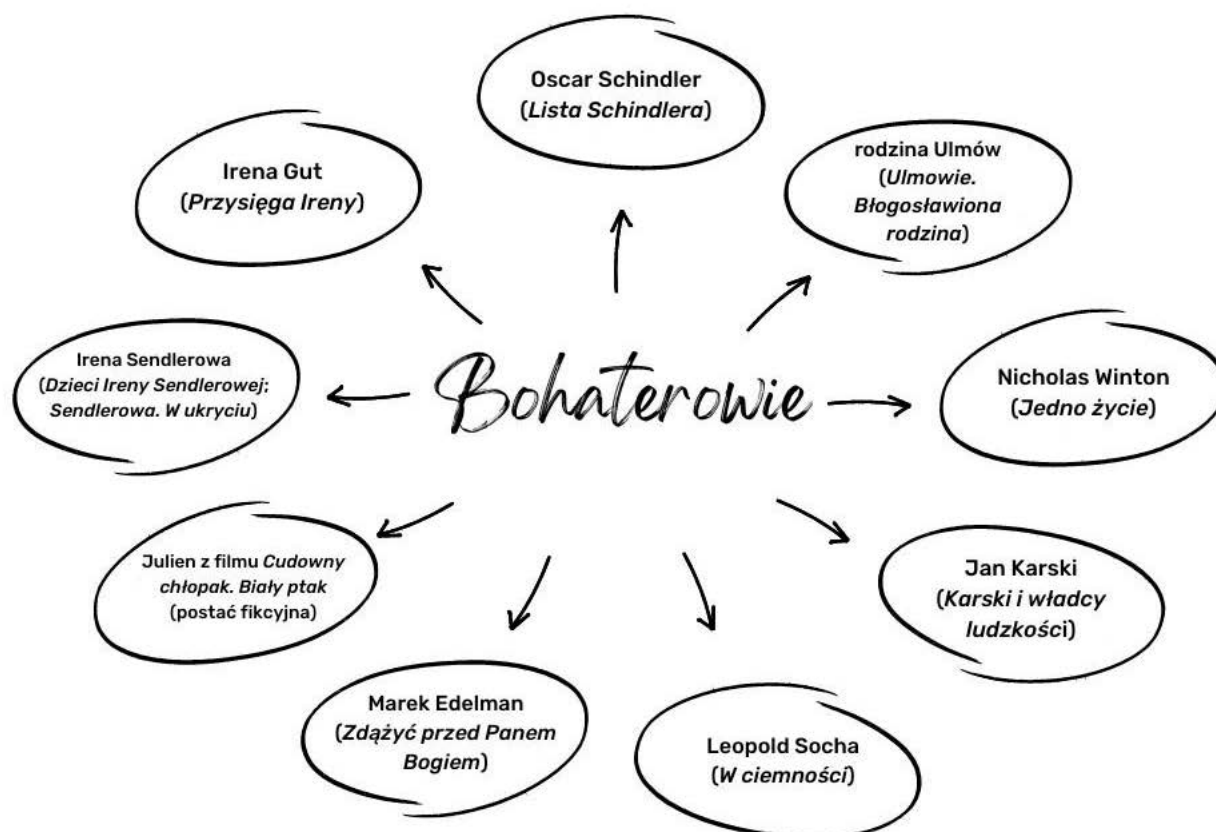 Oscar Schindler
(Lista Schindlera)
Irena Gut
(Przysięga Ireny)
rodzina Ulmów
(Ulmowie.
Błogosławiona
rodzina)
Irena Sendlerowa
(Dzieci Ireny Sendlerowej;
Sendlerowa. W ukryciu)
Bohaterowie
Nicholas Winton
(Jedno życie)
Julien z filmu Cudowny
chłopak. Biały ptak
(postać fikcyjna)
Jan Karski
(Karski i władcy
ludzkości)
Marek Edelman
(Zdążyć przed Panem
Bogiem)
Leopold Socha
(W ciemności)